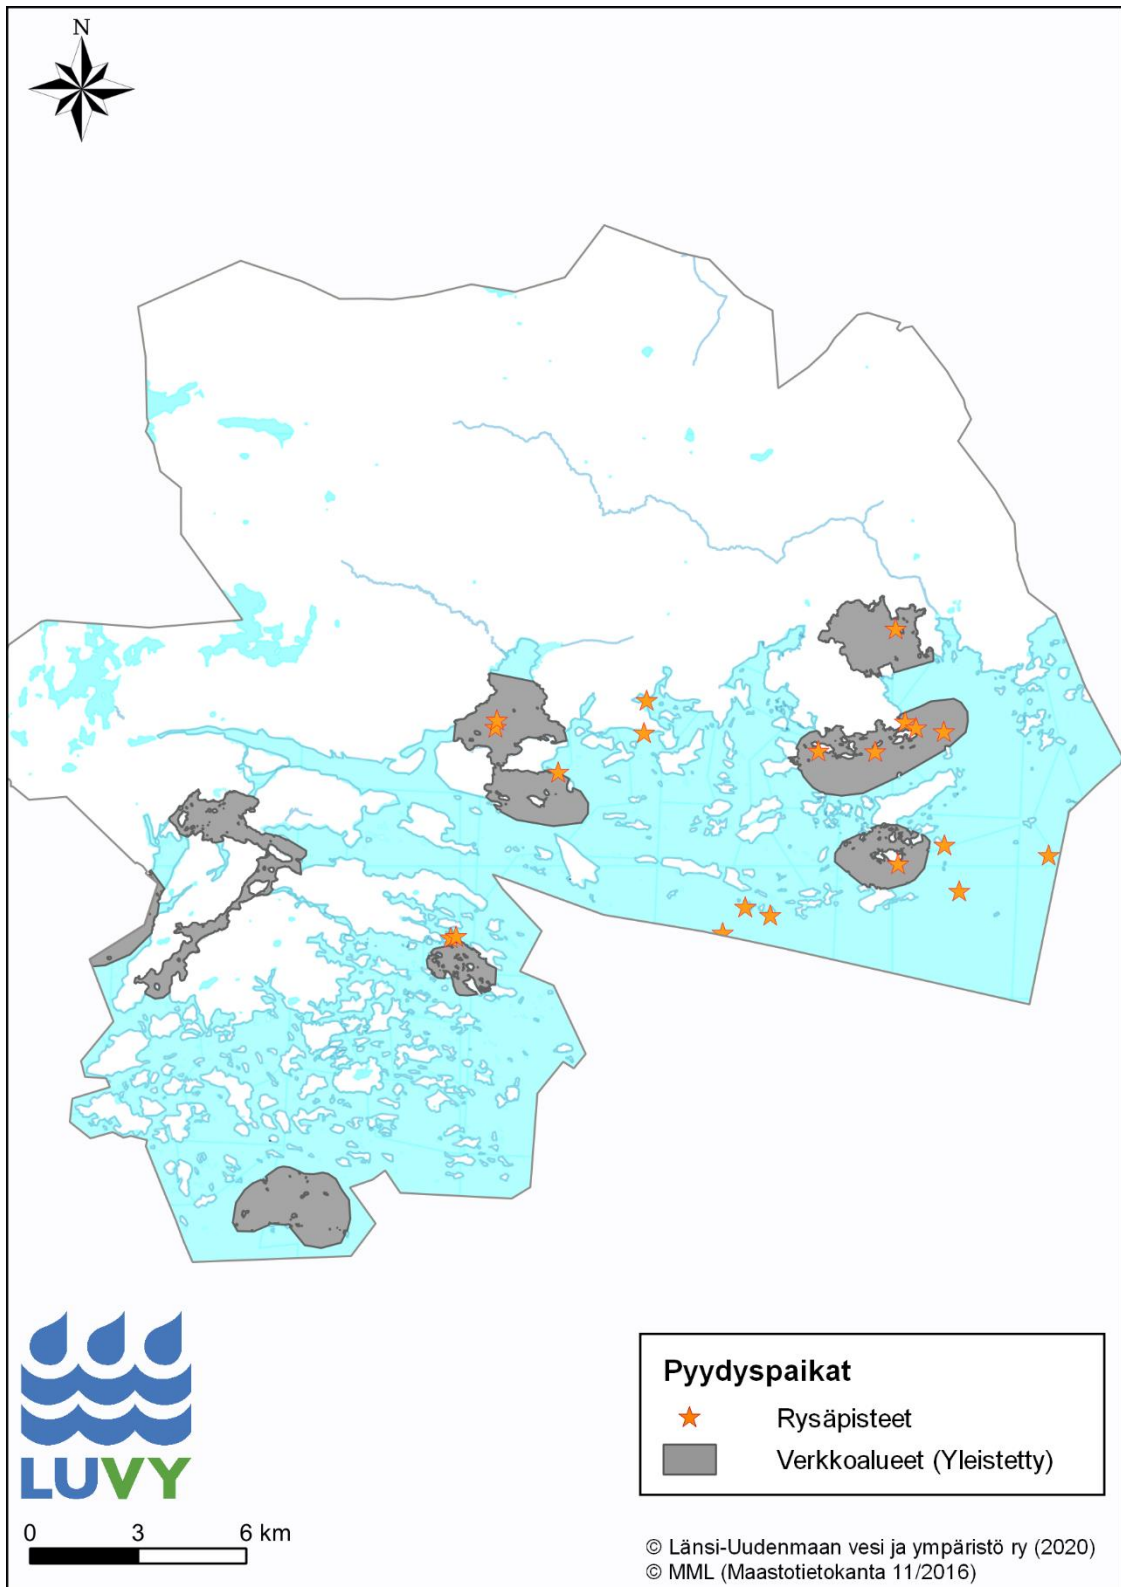 N
Pyydyspaikat
Rysäpisteet
Verkkoalueet (Yleistetty)
LUVY
0 3 6 km
© Länsi-Uudenmaan vesi ja ympäristö ry (2020)
© MML (Maastotietokanta 11/2016)